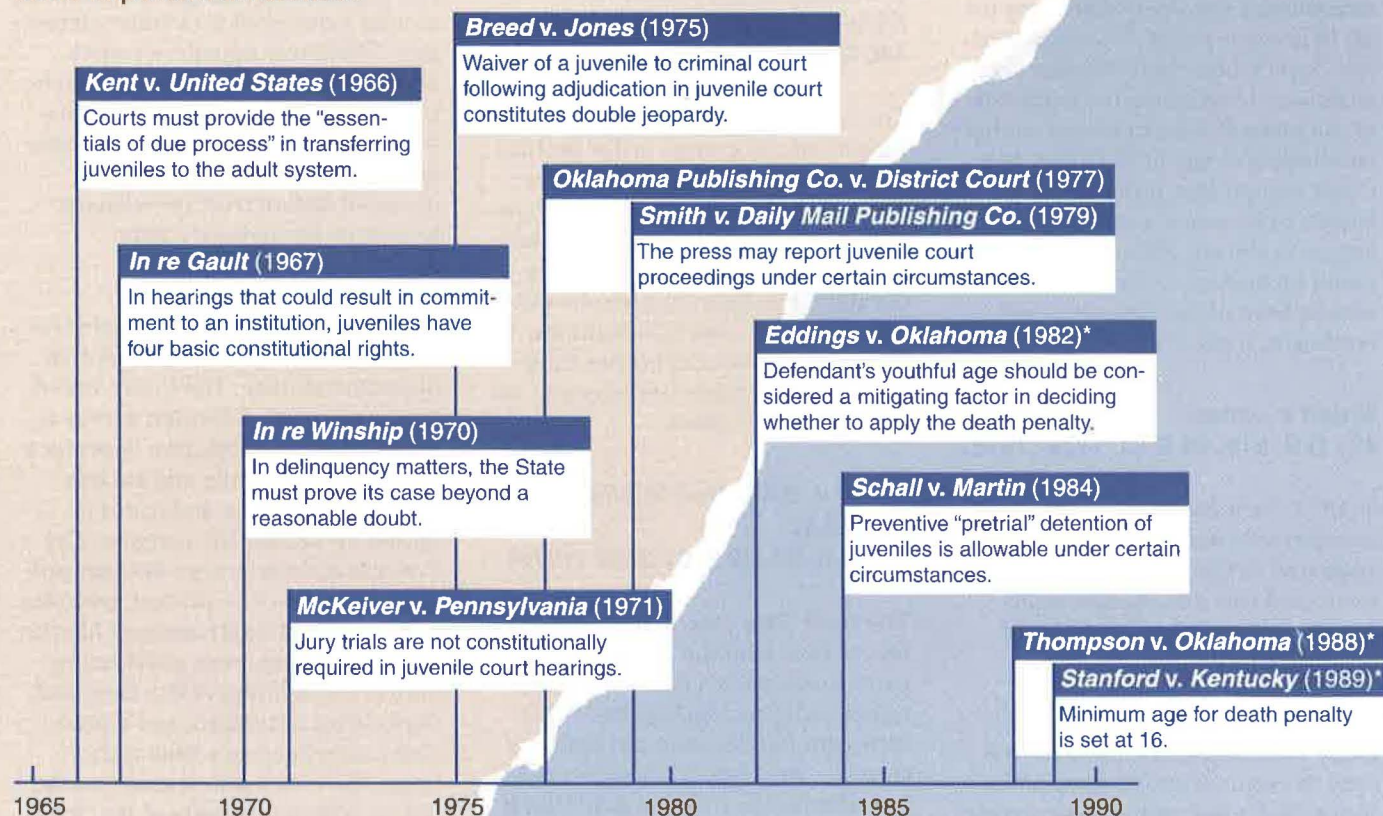 Breed v. Jones (1975)
Waiver of a juvenile to criminal court
following adjudication in juvenile court
constitutes double jeopardy.
Kent v. United States (1966)
Courts must provide the "essen-
tials of due process" in transferring
juveniles to the adult system.
Oklahoma Publishing Co. v. District Court (1977)
Smith v. Daily Mail Publishing Co. (1979)
The press may report juvenile court
proceedings under certain circumstances.
In re Gault (1967)
In hearings that could result in commit-
ment to an institution, juveniles have
four basic constitutional rights.
Eddings v. Oklahoma (1982)*
Defendant's youthful age should be con-
sidered a mitigating factor in deciding
whether to apply the death penalty.
In re Winship (1970)
In delinquency matters, the State
must prove its case beyond a
reasonable doubt.
Schall v. Martin (1984)
Preventive "pretrial" detention of
juveniles is allowable under certain
circumstances.
McKeiver v. Pennsylvania (1971)
Jury trials are not constitutionally
required in juvenile court hearings.
Thompson v. Oklahoma (1988)*
Stanford v. Kentucky (1989)*
Minimum age for death penalty
is set at 16.
1965 1970 1975 1980 1985 1990